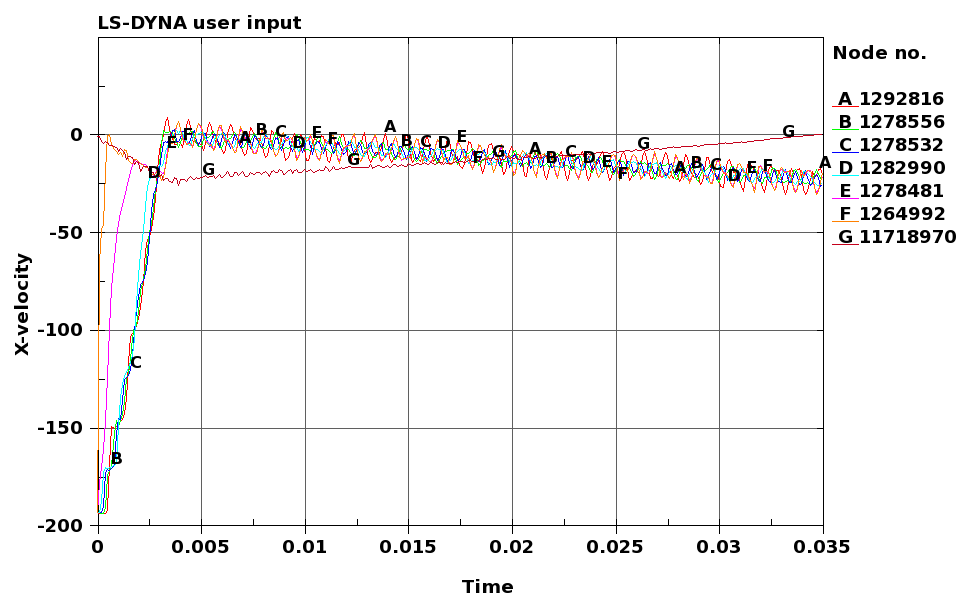 LS-DYNA user input
Node no.
A 1292816
B 1278556
C 1278532
D 1282990
E 1278481
F 1264992
G 11718970
X-velocity
0
-50
-100
-150
-200
0 0.005 0.01 0.015 0.02 0.025 0.03 0.035
Time